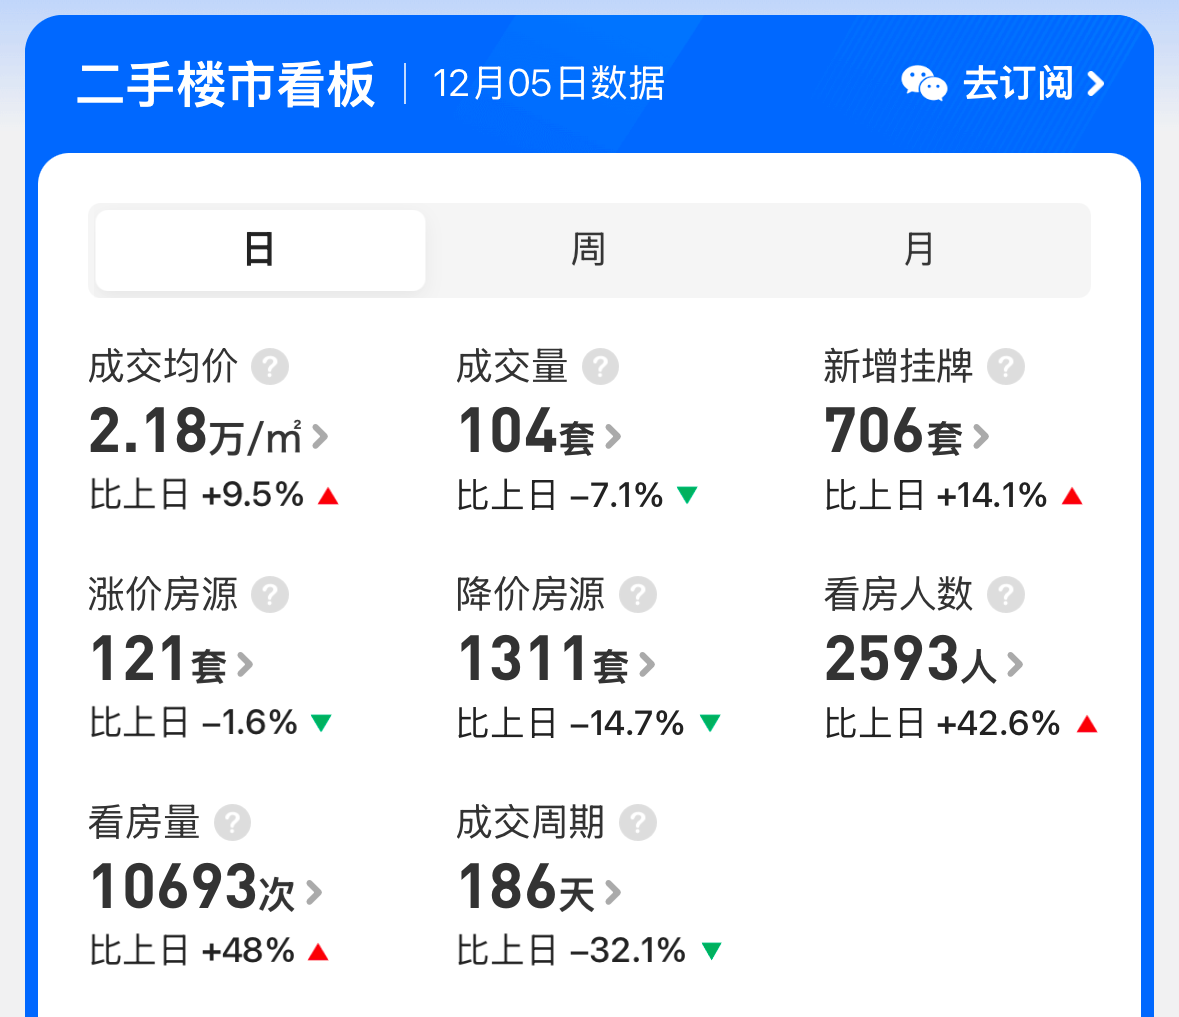 二手楼市看板 12月05日数据 去订阅
日 周 月
成交均价 ? 成交量 ? 新增挂牌 ?
2.18万/㎡ 104套 706套
比上日 +9.5% ▲ 比上日 –7.1% ▼ 比上日 +14.1% ▲
涨价房源 ? 降价房源 ? 看房人数 ?
121套 1311套 2593人
比上日 –1.6% ▼ 比上日 –14.7% ▼ 比上日 +42.6% ▲
看房量 ? 成交周期 ?
10693次 186天
比上日 +48% ▲ 比上日 –32.1% ▼